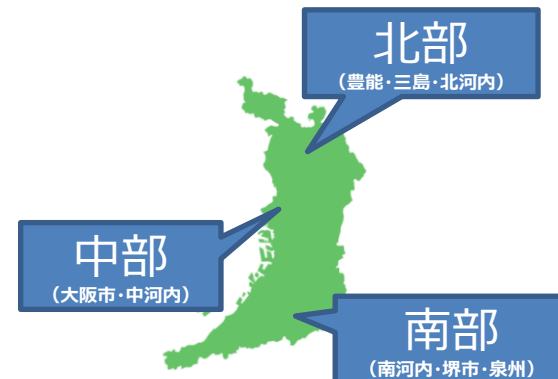 北部
（豊能･三島･北河内）
中部
（大阪市･中河内）
南部
（南河内･堺市･泉州）